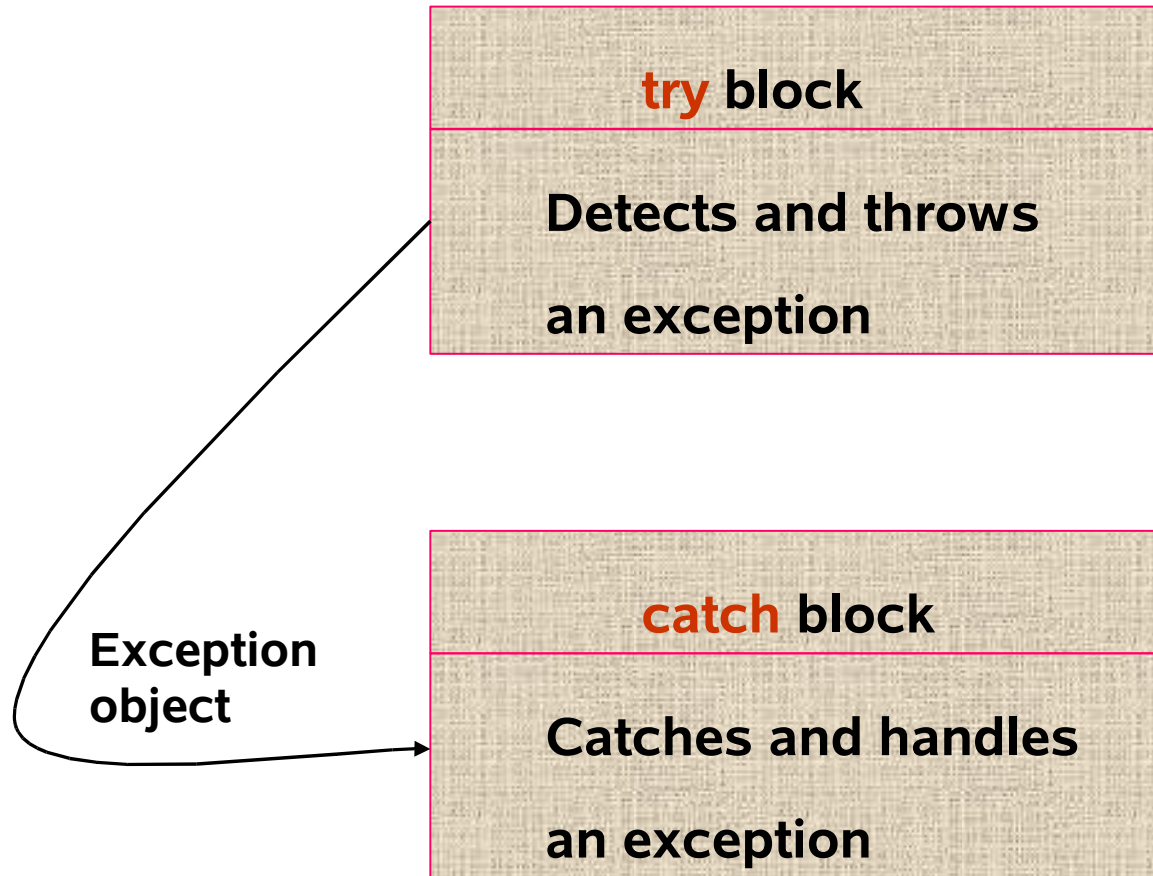 try block
Detects and throws
an exception
catch block
Exception
object
Catches and handles
an exception